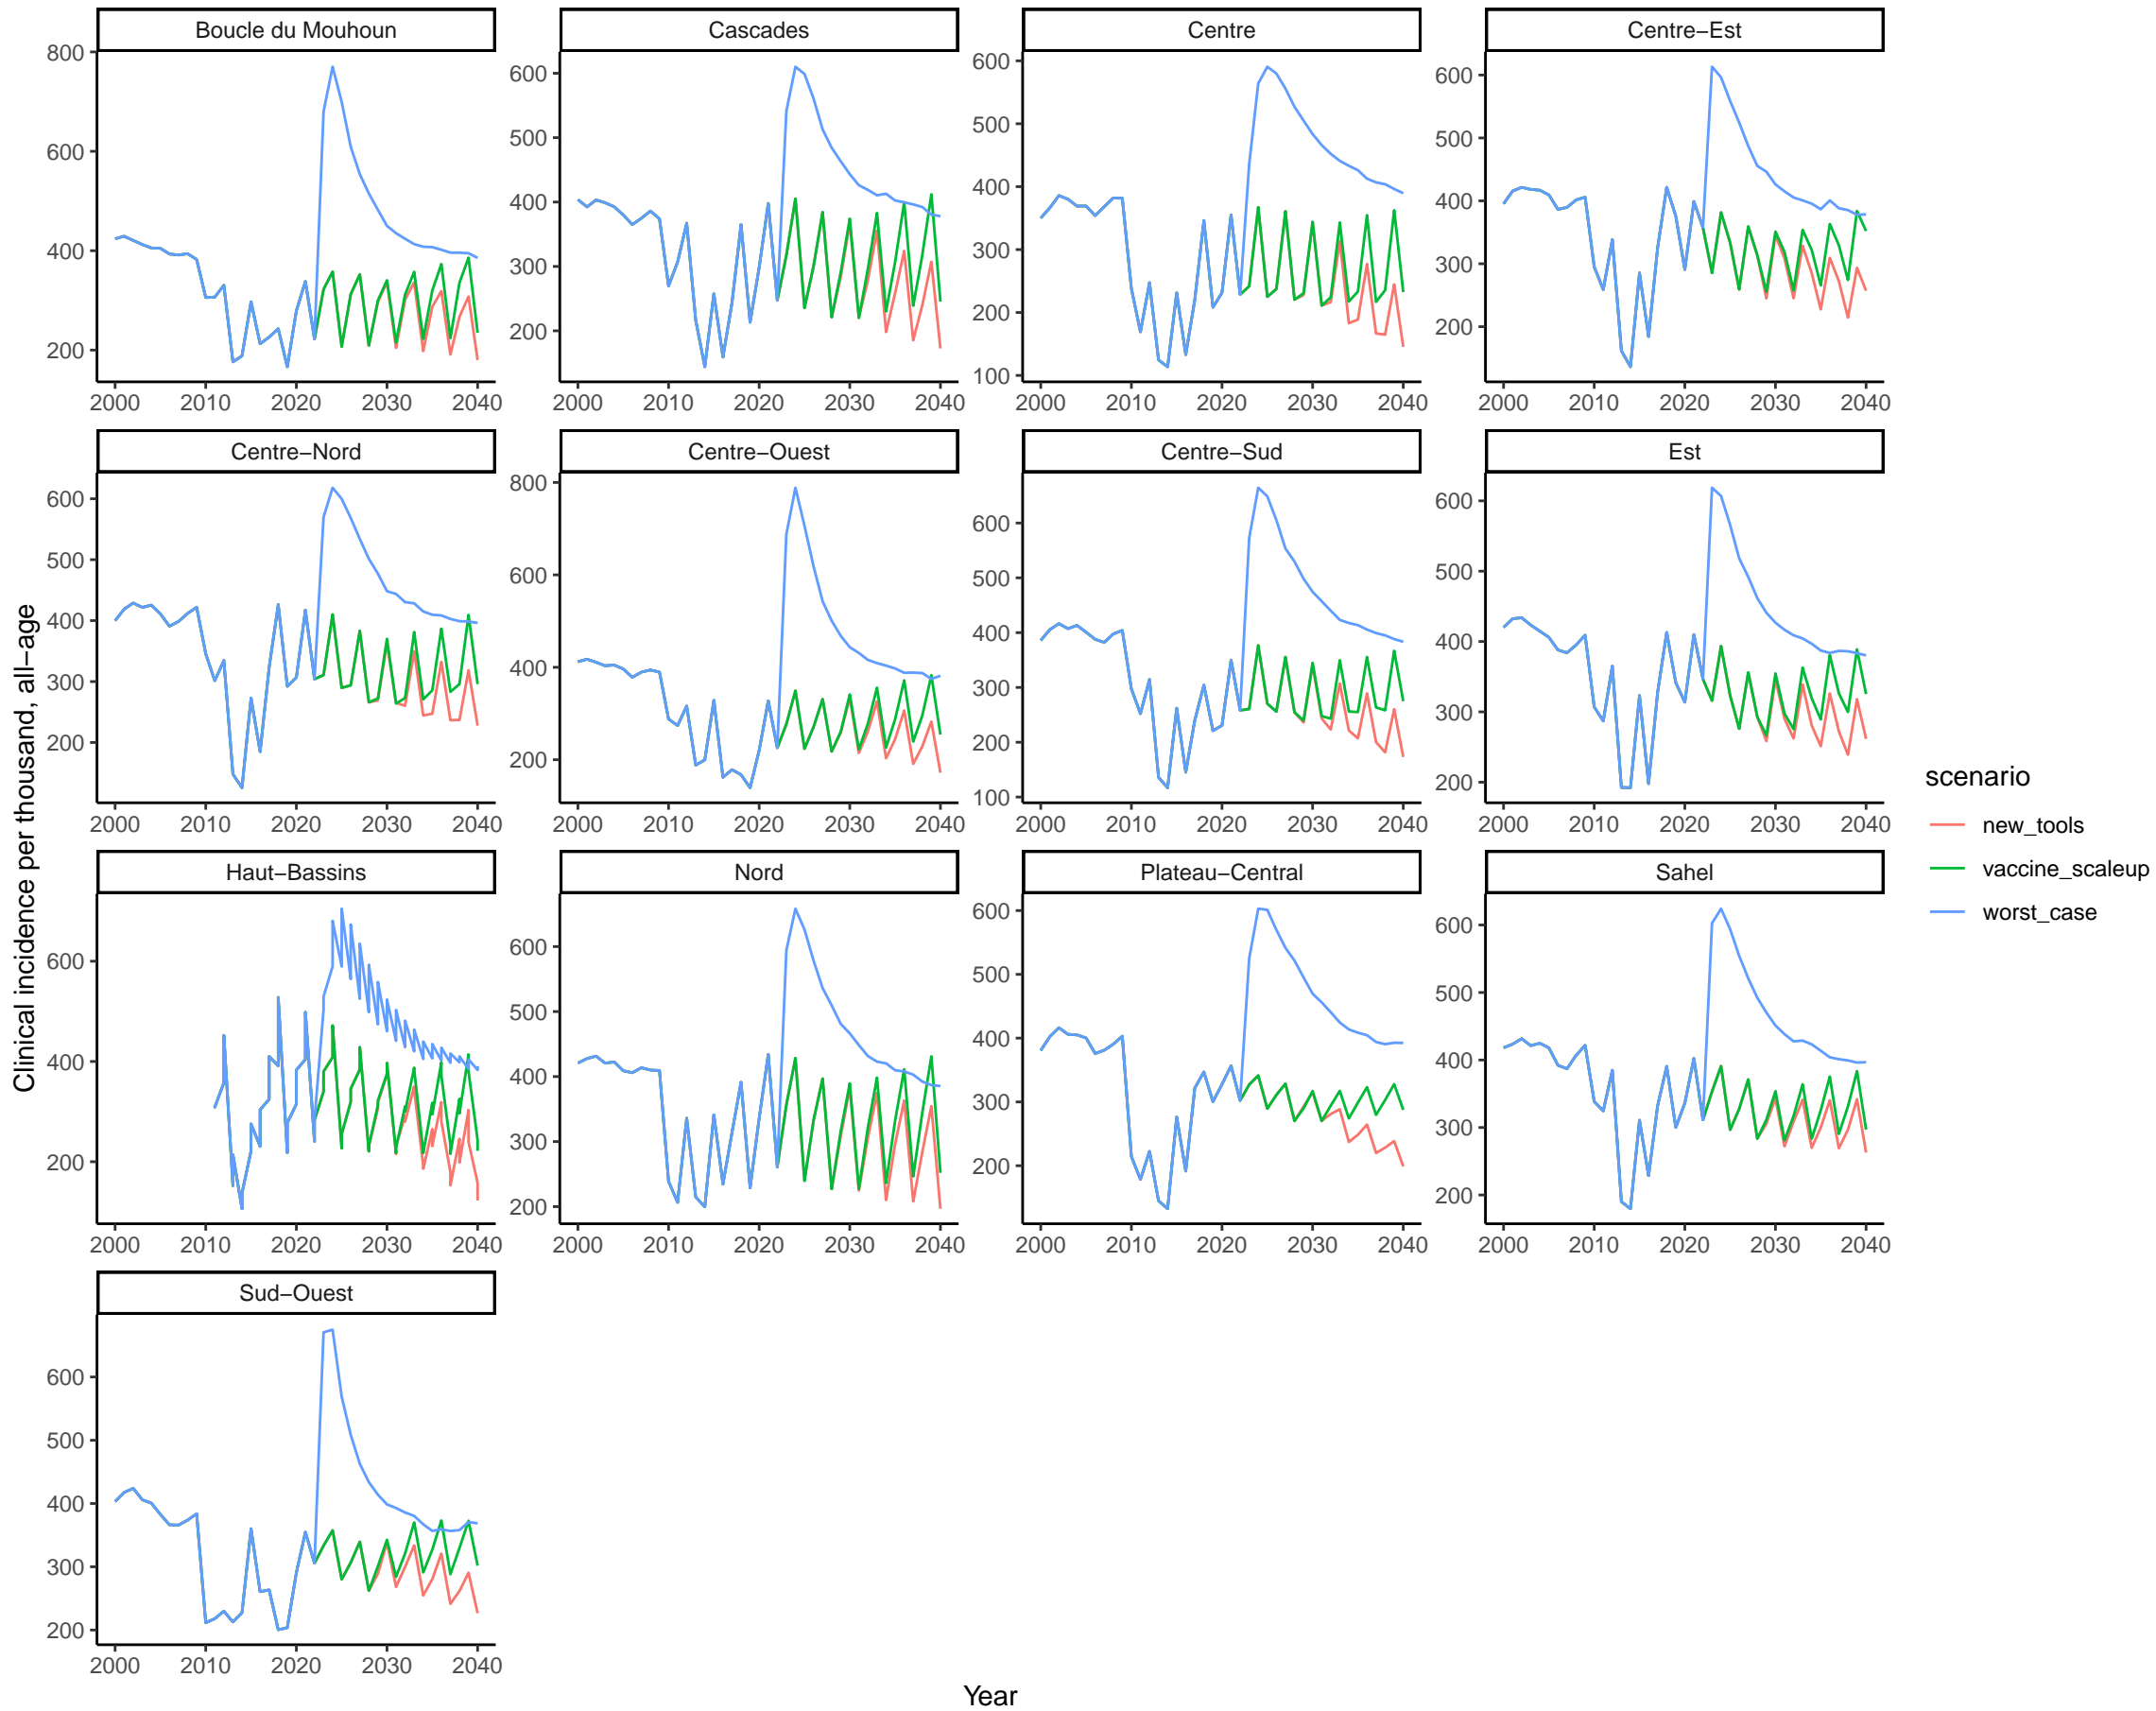 Boucle du Mouhoun Cascades Centre Centre−Est
800 600 400 200
600 500 400 300 200
600 500 400 300 200 100
600 500 400 300 200
2000 2010 2020 2030 2040 2000 2010 2020 2030 2040 2000 2010 2020 2030 2040 2000 2010 2020 2030 2040
Centre−Nord Centre−Ouest Centre−Sud Est
600 500 400 300 200
800 600 400 200
600 500 400 300 200 100
600 500 400 300 200
2000 2010 2020 2030 2040 2000 2010 2020 2030 2040 2000 2010 2020 2030 2040 2000 2010 2020 2030 2040
Haut−Bassins Nord Plateau−Central Sahel
600 400 200
600 500 400 300 200
600 500 400 300 200
600 500 400 300 200
2000 2010 2020 2030 2040 2000 2010 2020 2030 2040 2000 2010 2020 2030 2040 2000 2010 2020 2030 2040
Sud−Ouest
600 500 400 300 200
2000 2010 2020 2030 2040
Clinical incidence per thousand, all−age
Year
scenario
new_tools
vaccine_scaleup
worst_case